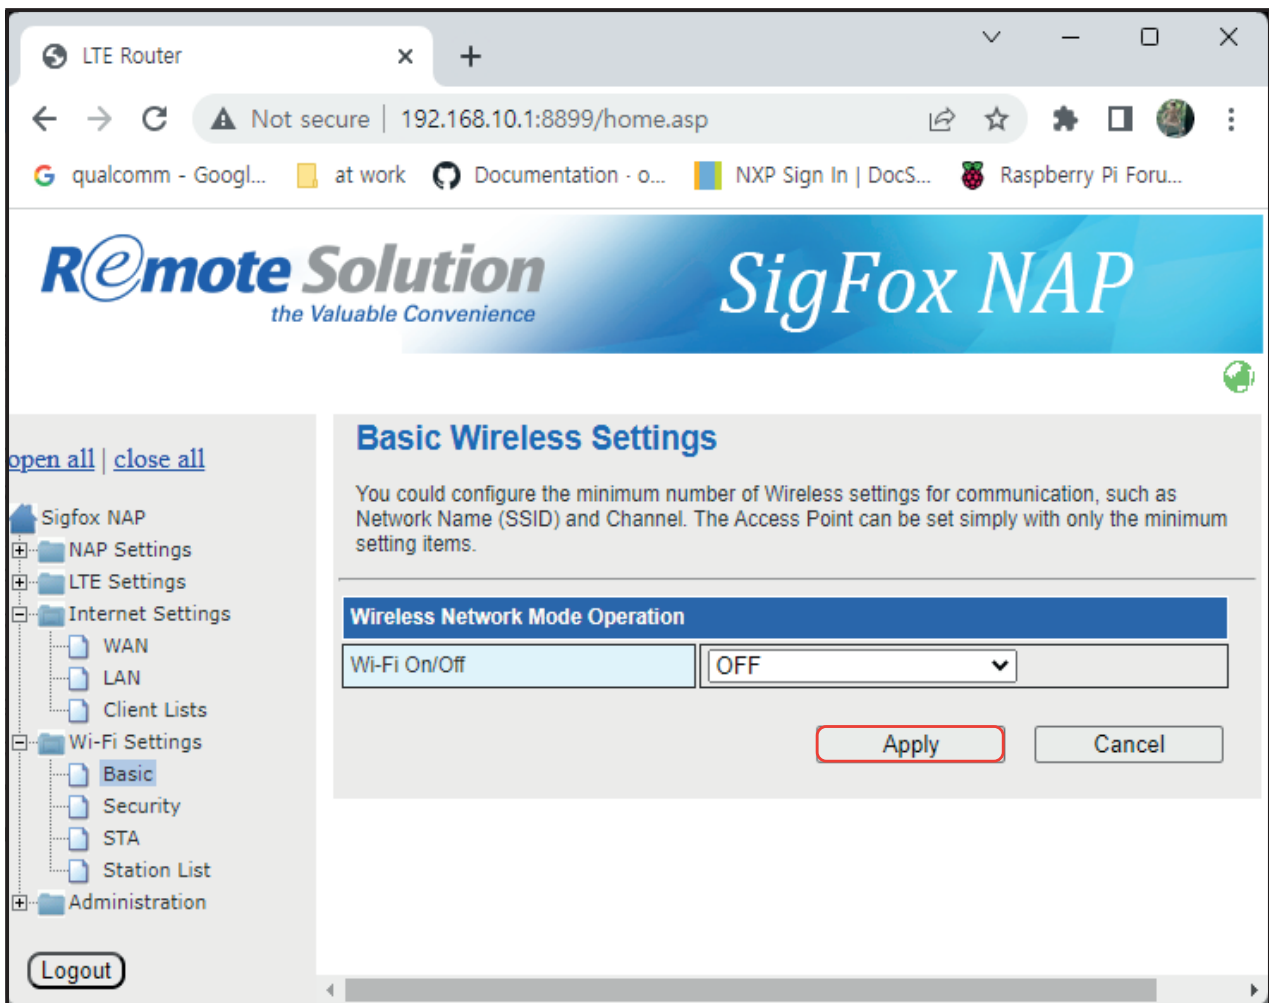 LTE Router
Not secure | 192.168.10.1:8899/home.asp
qualcomm - Googl... at work Documentation · o... NXP Sign In | DocS... Raspberry Pi Foru...
Remote Solution
the Valuable Convenience
SigFox NAP
open all | close all
Sigfox NAP
NAP Settings
LTE Settings
Internet Settings
WAN
LAN
Client Lists
Wi-Fi Settings
Basic
Security
STA
Station List
Administration
Logout
Basic Wireless Settings
You could configure the minimum number of Wireless settings for communication, such as
Network Name (SSID) and Channel. The Access Point can be set simply with only the minimum
setting items.
Wireless Network Mode Operation
Wi-Fi On/Off OFF
Apply Cancel